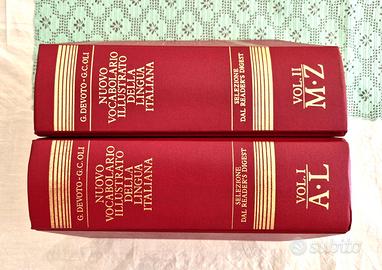 G. DEVOTO - G.C. OLI
NUOVO
VOCABOLARIO
ILLUSTRATO
DELLA
LINGUA
ITALIANA
SELEZIONE
DAL READER'S DIGEST
VOL. II
M·Z
G. DEVOTO - G.C. OLI
NUOVO
VOCABOLARIO
ILLUSTRATO
DELLA
LINGUA
ITALIANA
SELEZIONE
DAL READER'S DIGEST
VOL. I
A·L
subito